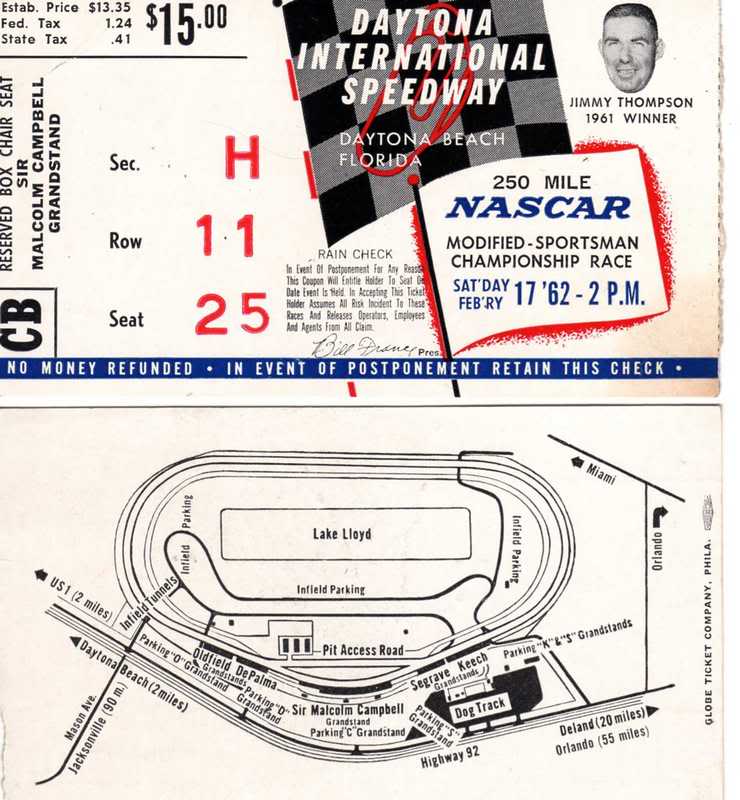 Estab. Price $13.35
Fed. Tax 1.24
State Tax .41
$15.00
RESERVED BOX CHAIR SEAT
SIR
MALCOLM CAMPBELL
GRANDSTAND
CB
Sec. H
Row 11
Seat 25
DAYTONA
INTERNATIONAL
SPEEDWAY
DAYTONA BEACH
FLORIDA
JIMMY THOMPSON
1961 WINNER
250 MILE
NASCAR
MODIFIED-SPORTSMAN
CHAMPIONSHIP RACE
SAT'DAY
FEB'RY 17 '62 - 2 P.M.
RAIN CHECK
In Event Of Postponement For Any Reason
This Coupon Will Entitle Holder To Seat On
Date Event Is Held. In Accepting This Ticket
Holder Assumes All Risk Incident To These
Races And Releases Operators, Employees
And Agents From All Claim.
Bill France Pres.
NO MONEY REFUNDED • IN EVENT OF POSTPONEMENT RETAIN THIS CHECK •
Miami
Orlando
Lake Lloyd
Infield Parking
Infield Parking
Infield Parking
US 1 (2 miles)
Infield Tunnels
Pit Access Road
Daytona Beach (2 miles)
Parking "O" Grandstand
Oldfield DePalma
Grandstands
Parking "D"
Grandstand
Sir Malcolm Campbell
Grandstand
Parking "C" Grandstand
Segrave Keech
Grandstands
Parking "K" & "S" Grandstands
Parking "S"
Grandstand
Dog Track
Highway 92
Deland (20 miles)
Orlando (55 miles)
Mason Ave.
Jacksonville (90 m.)
GLOBE TICKET COMPANY, PHILA.